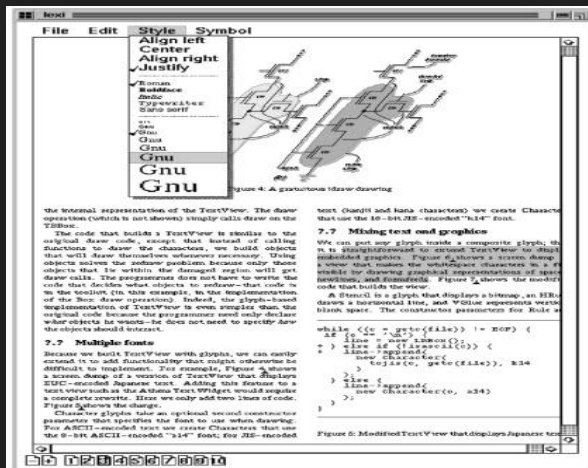 lexi
File Edit Style Symbol
Align left
Center
Align right
Justify
Roman
Boldface
Italic
Typewriter
Sans serif
Gnu
Gnu
Gnu
Gnu
Gnu
Gnu
Figure 4: A gratuitous idraw drawing
the internal representation of the TextView. The draw
operation (which is not shown) simply calls draw on the
TBBox.
The code that builds a TextView is similar to the
original draw code, except that instead of calling
functions to draw the characters, we build objects
that will draw themselves whenever necessary. Using
objects solves the redraw problem because only those
objects that lie within the damaged region will get
draw calls. The programmer does not have to write the
code that decides what objects to redraw-that code is
in the toolkit (in this example, in the implementation
of the Box draw operation). Indeed, the glyph-based
implementation of TextView is even simpler than the
original code because the programmer need only declare
what objects he wants-he does not need to specify how
the objects should interact.
?.? Multiple fonts
Because we built TextView with glyphs, we can easily
extend it to add functionality that might otherwise be
difficult to implement. For example, Figure 4 shows
a screen dump of a version of TextView that displays
EUC-encoded Japanese text. Adding this feature to a
text view such as the Athena Text Widget would require
a complete rewrite. Here we only add two lines of code.
Figure 5 shows the change.
Character glyphs take an optional second constructor
parameter that specifies the font to use when drawing.
For ASCII-encoded text we create Characters that use
the 8-bit ASCII-encoded "a14" font; for JIS-encoded
text (kanji and kana characters) we create Character
that use the 16-bit JIS-encoded "k14" font.
?.? Mixing text and graphics
We can put any glyph inside a composite glyph; th
it is straightforward to extend TextView to displ
embedded graphics. Figure 6 shows a screen dump
a view that makes the whitespace characters in a f
visible by drawing graphical representations of space
newlines, and formfeeds. Figure 7 shows the modifi
code that builds the view.
A Stencil is a glyph that displays a bitmap, an HRu
draws a horizontal line, and VGlue represents vertic
blank space. The constructor parameters for Rule a
while ((c = getc(file)) != EOF) {
if (c == '\n') {
line = new LRBox();
+ } else if (!isascii(c)) {
+ line->append(
new Character(
tojis(c, getc(file)), k14
)
);
} else {
line->append(
new Character(c, a14)
);
}
}
Figure 5: Modified TextView that displays Japanese tex
1 2 3 4 5 6 7 8 9 10